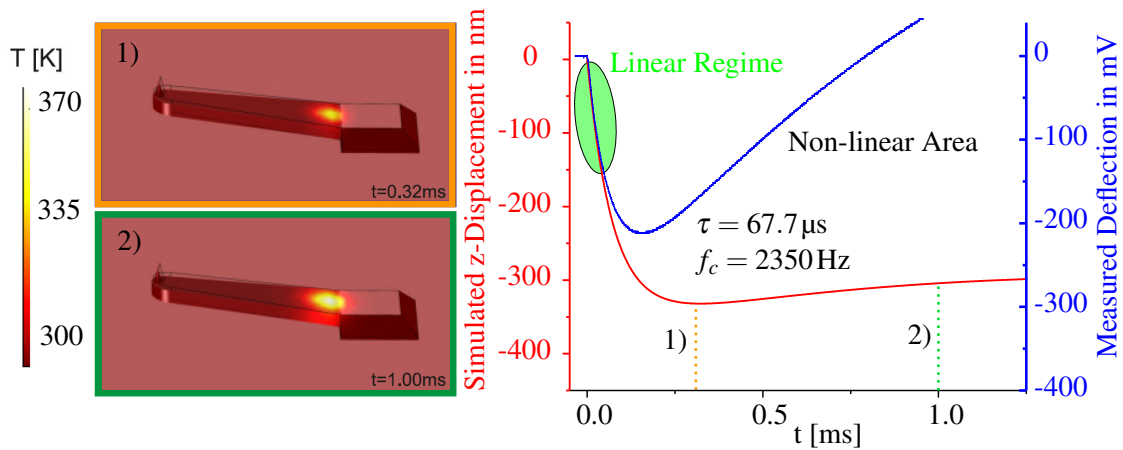 T [K]
370
335
300
1)
t=0.32ms
2)
t=1.00ms
Simulated z-Displacement in nm
0
-100
-200
-300
-400
Linear Regime
Non-linear Area
τ = 67.7 µs
f_c = 2350 Hz
1)
2)
0.0
0.5
1.0
t [ms]
0
-100
-200
-300
-400
Measured Deflection in mV